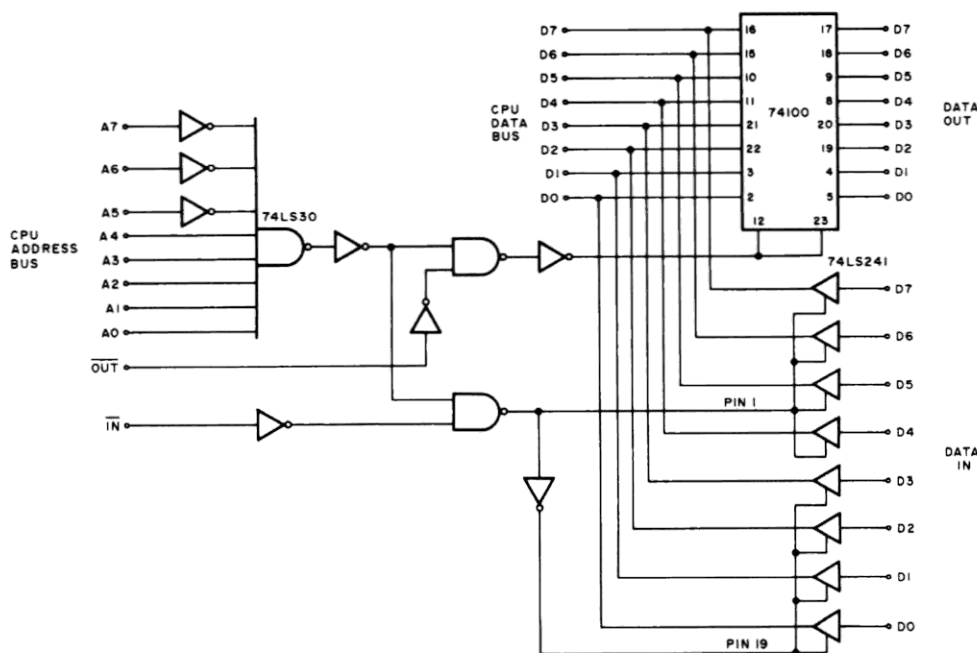 CPU
ADDRESS
BUS
A7
A6
A5
A4
A3
A2
A1
A0
OUT
IN
74LS30
CPU
DATA
BUS
D7
D6
D5
D4
D3
D2
D1
D0
16
15
10
11
21
22
3
2
74100
17
18
9
8
20
19
4
5
12
23
D7
D6
D5
D4
D3
D2
D1
D0
DATA
OUT
74LS241
D7
D6
D5
D4
D3
D2
D1
D0
DATA
IN
PIN 1
PIN 19